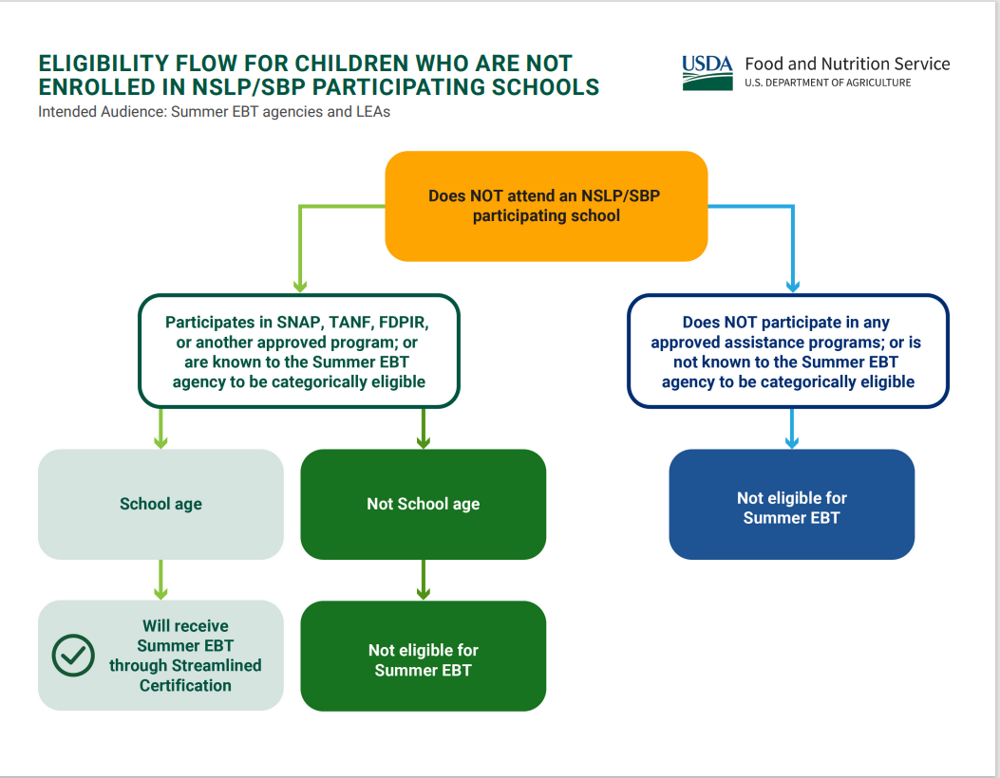 ELIGIBILITY FLOW FOR CHILDREN WHO ARE NOT
ENROLLED IN NSLP/SBP PARTICIPATING SCHOOLS
Intended Audience: Summer EBT agencies and LEAs
USDA
Food and Nutrition Service
U.S. DEPARTMENT OF AGRICULTURE
Does NOT attend an NSLP/SBP
participating school
Participates in SNAP, TANF, FDPIR,
or another approved program; or
are known to the Summer EBT
agency to be categorically eligible
Does NOT participate in any
approved assistance programs; or is
not known to the Summer EBT
agency to be categorically eligible
School age
Not School age
Not eligible for
Summer EBT
Will receive
Summer EBT
through Streamlined
Certification
Not eligible for
Summer EBT